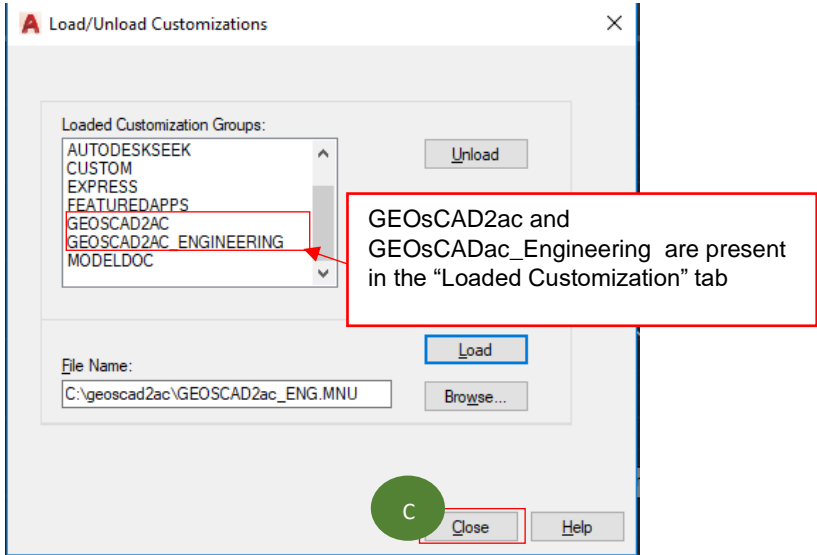 Load/Unload Customizations
Loaded Customization Groups:
AUTODESKSEEK
CUSTOM
EXPRESS
FEATUREDAPPS
GEOSCAD2AC
GEOSCAD2AC_ENGINEERING
MODELDOC
Unload
GEOsCAD2ac and
GEOsCADac_Engineering are present
in the “Loaded Customization” tab
Load
File Name:
C:\geoscad2ac\GEOSCAD2ac_ENG.MNU
Browse...
C
Close
Help